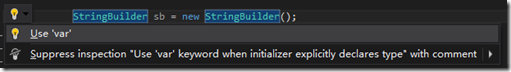 StringBuilder sb = new StringBuilder();
Use 'var'
Suppress inspection "Use 'var' keyword when initializer explicitly declares type" with comment